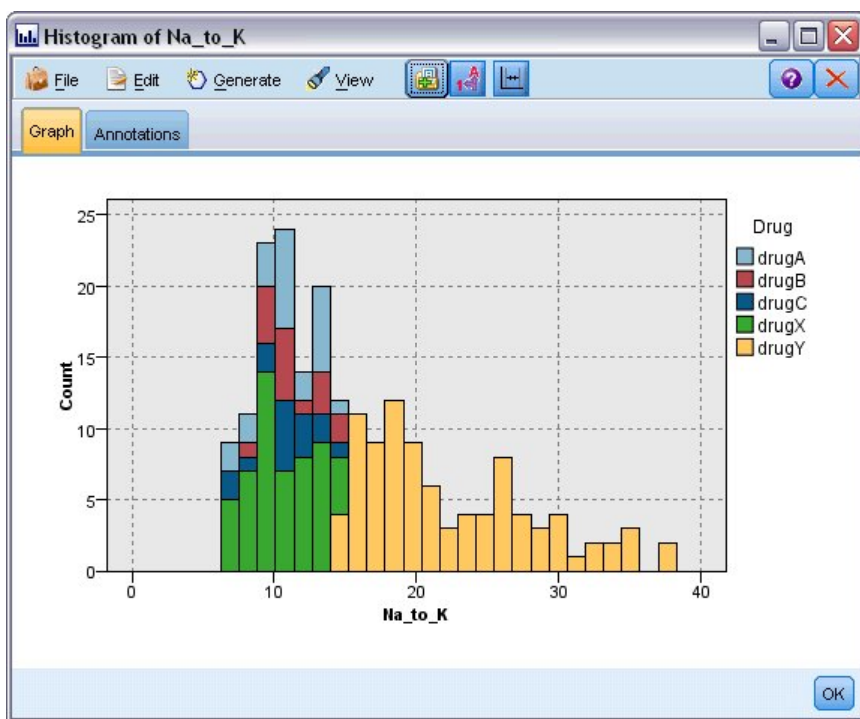 Histogram of Na_to_K
File Edit Generate View
Graph Annotations
25
20
15
10
5
0
Count
0 10 20 30 40
Na_to_K
Drug
drugA
drugB
drugC
drugX
drugY
OK